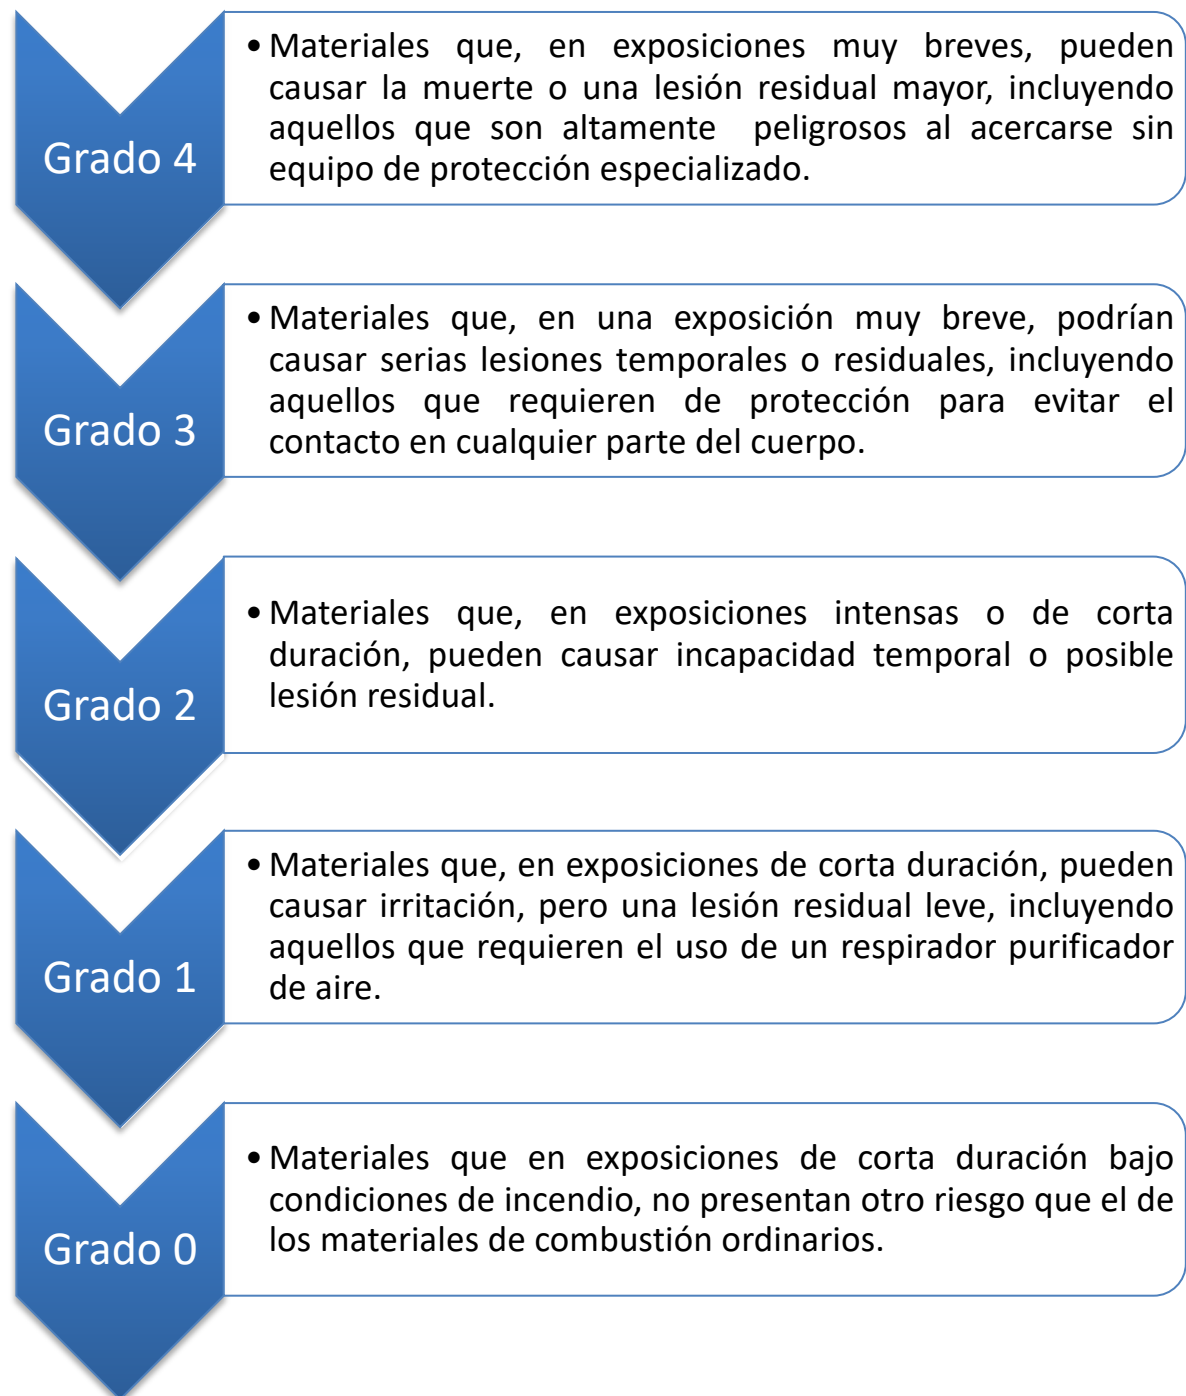 Grado 4
• Materiales que, en exposiciones muy breves, pueden
causar la muerte o una lesión residual mayor, incluyendo
aquellos que son altamente peligrosos al acercarse sin
equipo de protección especializado.
Grado 3
• Materiales que, en una exposición muy breve, podrían
causar serias lesiones temporales o residuales, incluyendo
aquellos que requieren de protección para evitar el
contacto en cualquier parte del cuerpo.
Grado 2
• Materiales que, en exposiciones intensas o de corta
duración, pueden causar incapacidad temporal o posible
lesión residual.
Grado 1
• Materiales que, en exposiciones de corta duración, pueden
causar irritación, pero una lesión residual leve, incluyendo
aquellos que requieren el uso de un respirador purificador
de aire.
Grado 0
• Materiales que en exposiciones de corta duración bajo
condiciones de incendio, no presentan otro riesgo que el de
los materiales de combustión ordinarios.